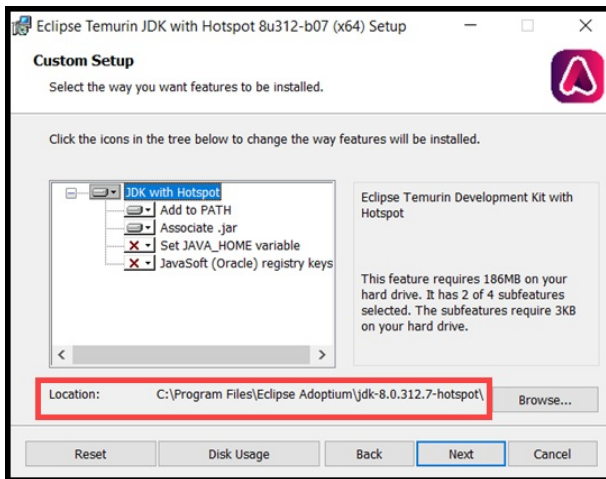 Eclipse Temurin JDK with Hotspot 8u312-b07 (x64) Setup
Custom Setup
Select the way you want features to be installed.
Click the icons in the tree below to change the way features will be installed.
JDK with Hotspot
Add to PATH
Associate .jar
Set JAVA_HOME variable
JavaSoft (Oracle) registry keys
Eclipse Temurin Development Kit with
Hotspot
This feature requires 186MB on your
hard drive. It has 2 of 4 subfeatures
selected. The subfeatures require 3KB
on your hard drive.
Location: C:\Program Files\Eclipse Adoptium\jdk-8.0.312.7-hotspot\
Browse...
Reset Disk Usage Back Next Cancel